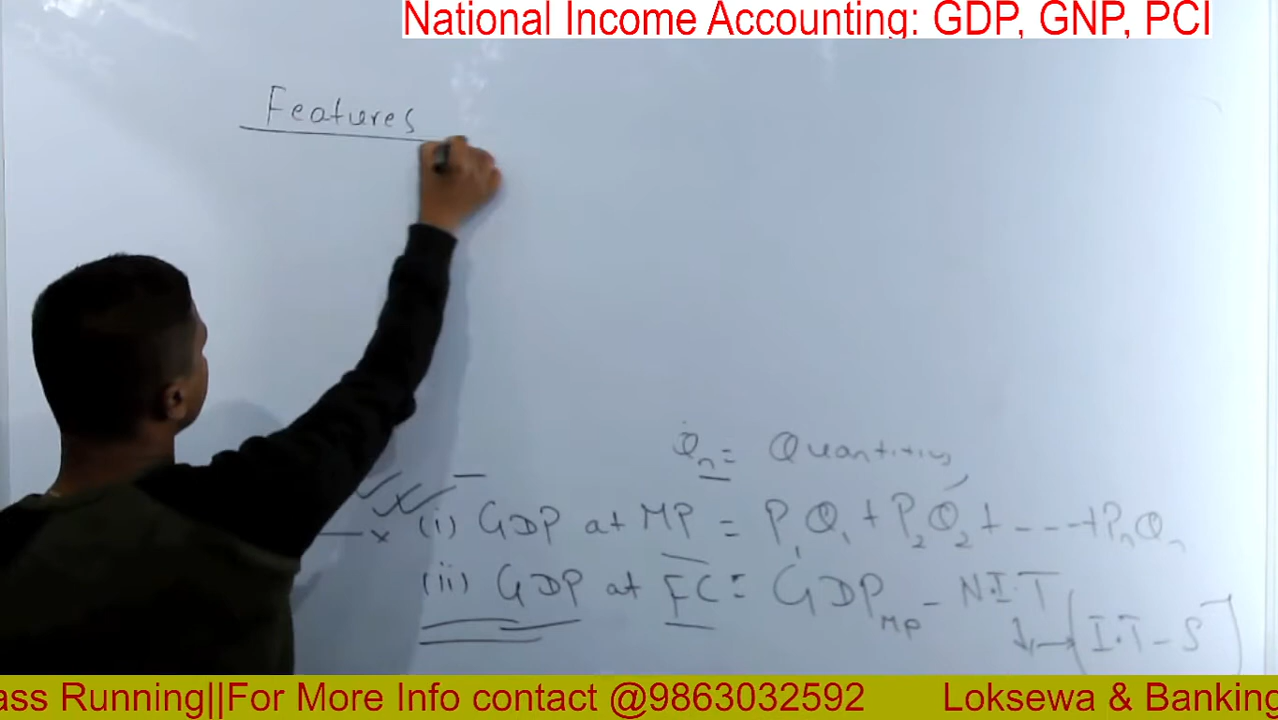 National Income Accounting: GDP, GNP, PCI
Features
Qn = Quantities
(i) GDP at MP = P1Q1 + P2Q2 + ---- + PnQn
(ii) GDP at FC = GDPMP - N.I.T
(I.T - S)
ass Running||For More Info contact @9863032592 Loksewa & Banking